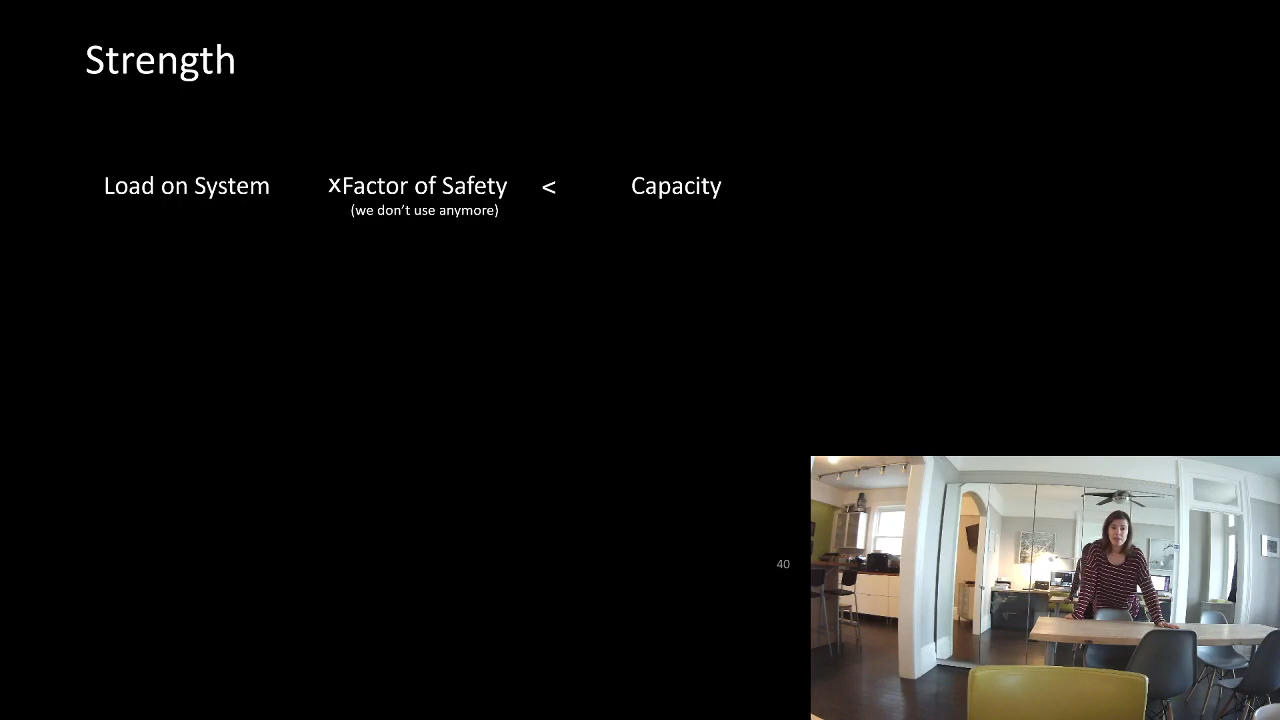 Strength
Load on System xFactor of Safety < Capacity
(we don't use anymore)
40